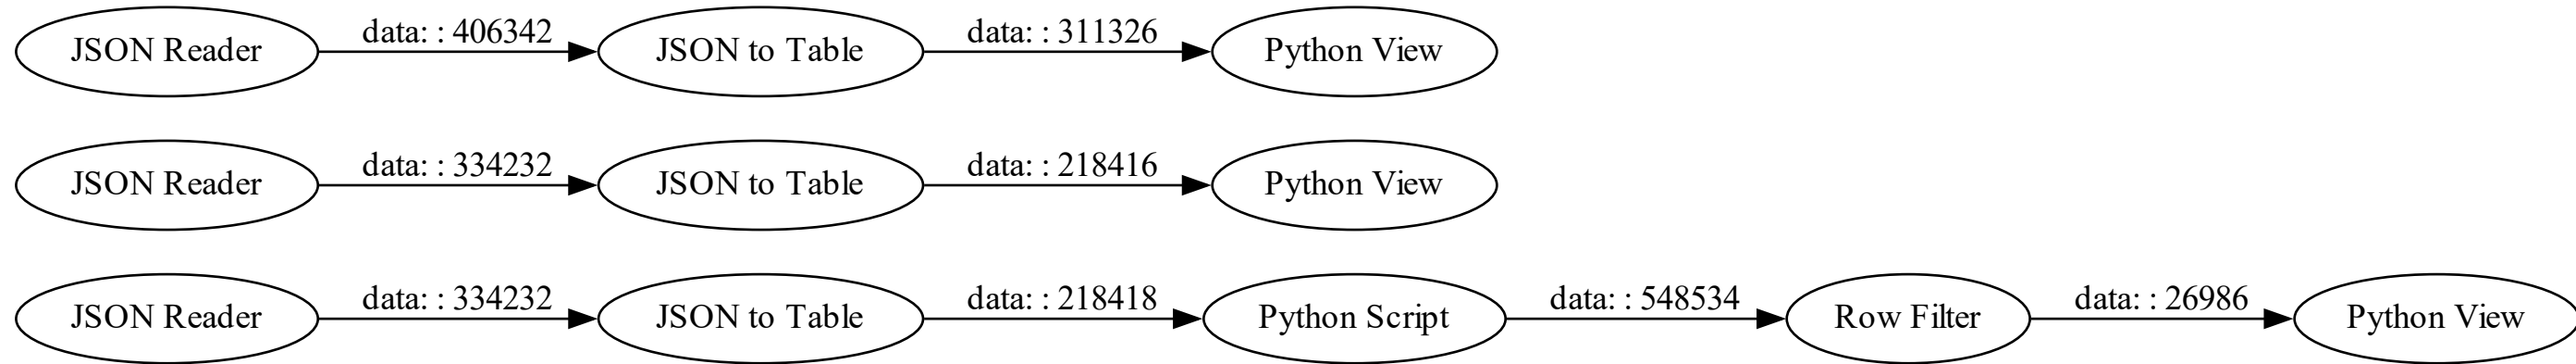 JSON Reader data: : 406342 JSON to Table data: : 311326 Python View
JSON Reader data: : 334232 JSON to Table data: : 218416 Python View
JSON Reader data: : 334232 JSON to Table data: : 218418 Python Script data: : 548534 Row Filter data: : 26986 Python View